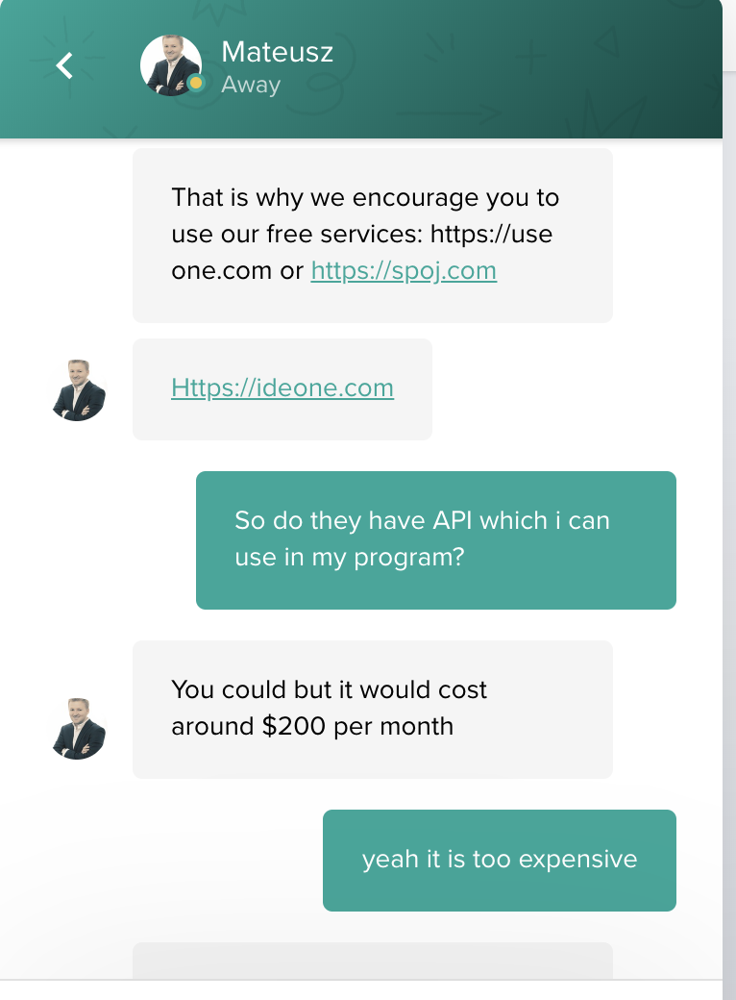 Mateusz
Away
That is why we encourage you to
use our free services: https://use
one.com or https://spoj.com
Https://ideone.com
So do they have API which i can
use in my program?
You could but it would cost
around $200 per month
yeah it is too expensive